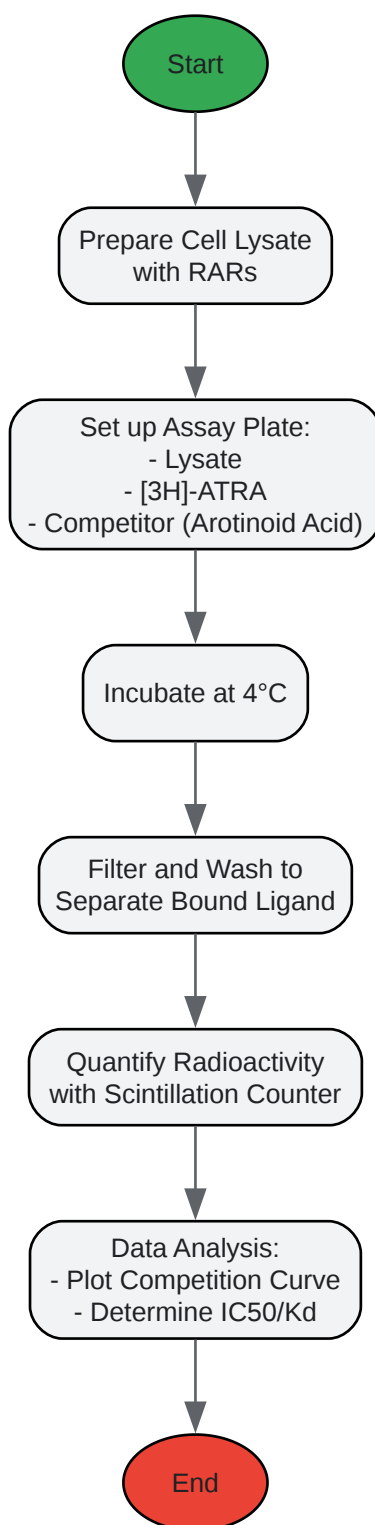 Start
Prepare Cell Lysate
with RARs
Set up Assay Plate:
- Lysate
- [3H]-ATRA
- Competitor (Arotinoid Acid)
Incubate at 4°C
Filter and Wash to
Separate Bound Ligand
Quantify Radioactivity
with Scintillation Counter
Data Analysis:
- Plot Competition Curve
- Determine IC50/Kd
End